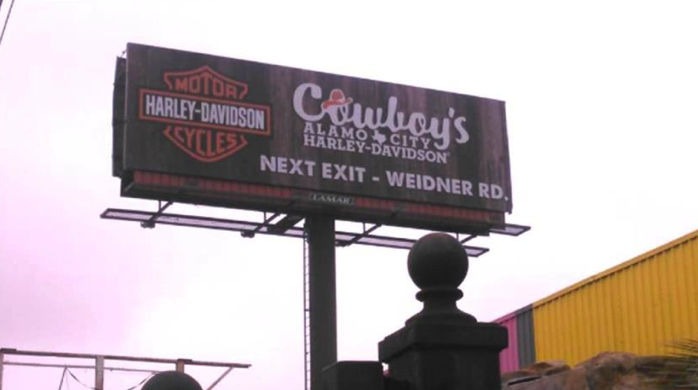 MOTOR
HARLEY-DAVIDSON
CYCLES
Cowboy's
ALAMO CITY
HARLEY-DAVIDSON
NEXT EXIT - WEIDNER RD.
LAMAR